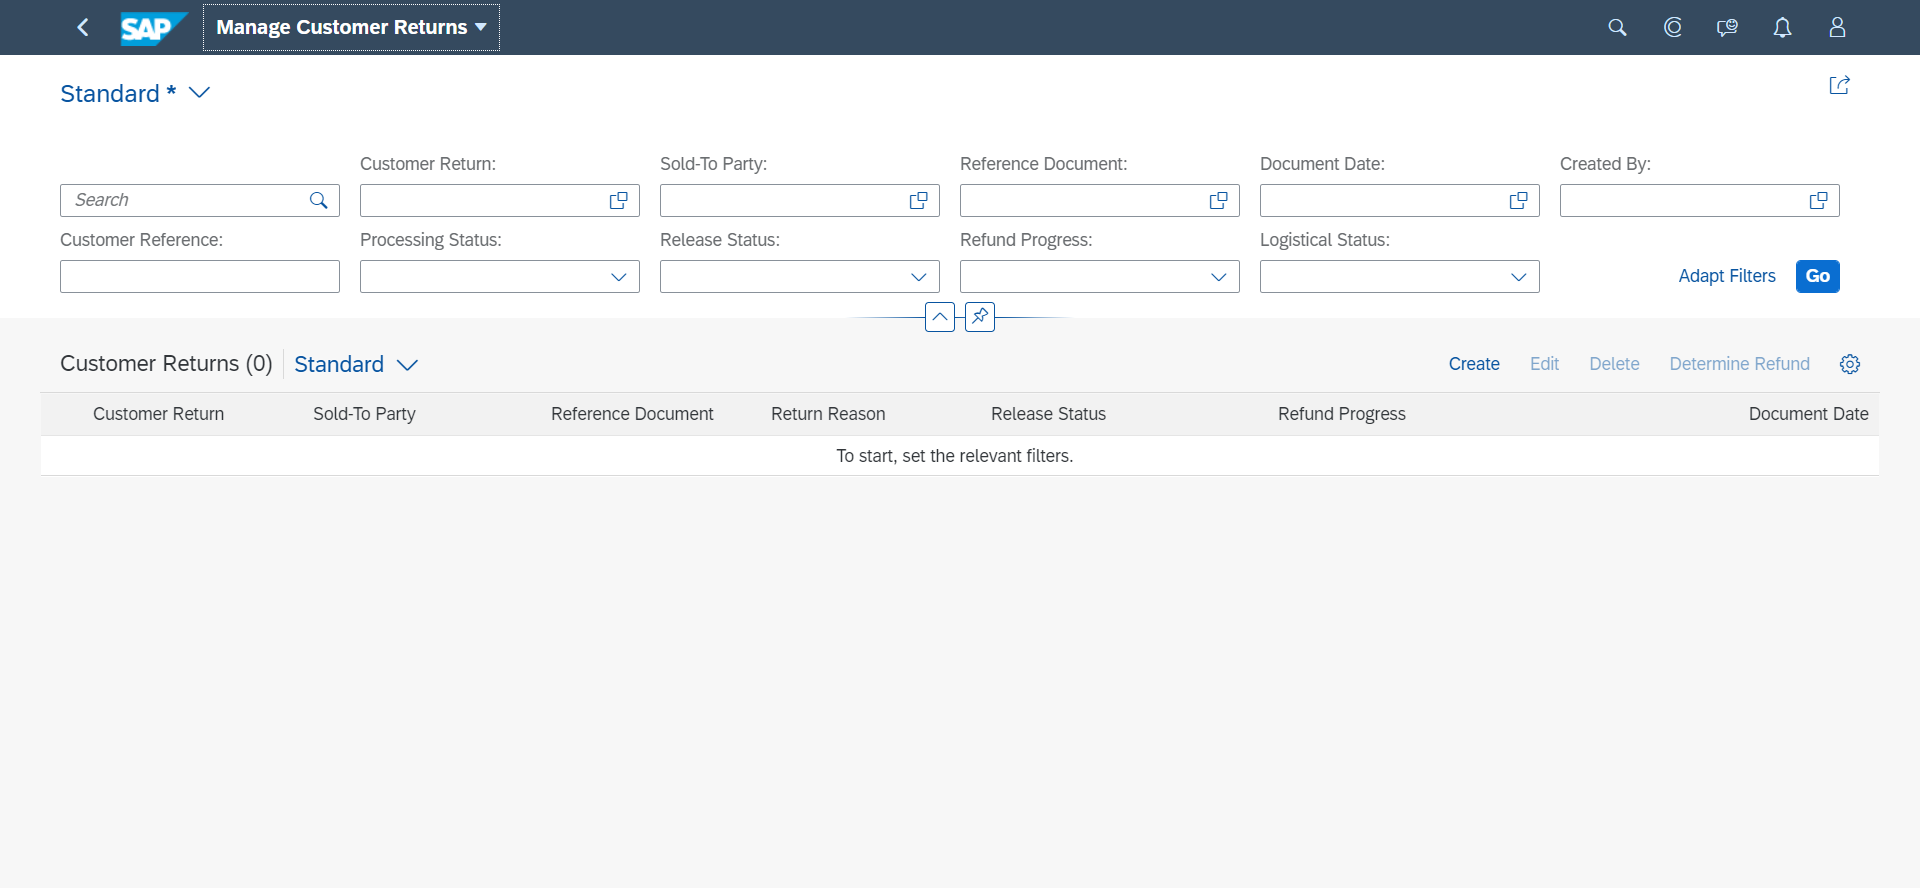 SAP Manage Customer Returns
Standard *
Customer Return: Sold-To Party: Reference Document: Document Date: Created By:
Search
Customer Reference: Processing Status: Release Status: Refund Progress: Logistical Status:
Adapt Filters Go
Customer Returns (0) Standard Create Edit Delete Determine Refund
Customer Return Sold-To Party Reference Document Return Reason Release Status Refund Progress Document Date
To start, set the relevant filters.